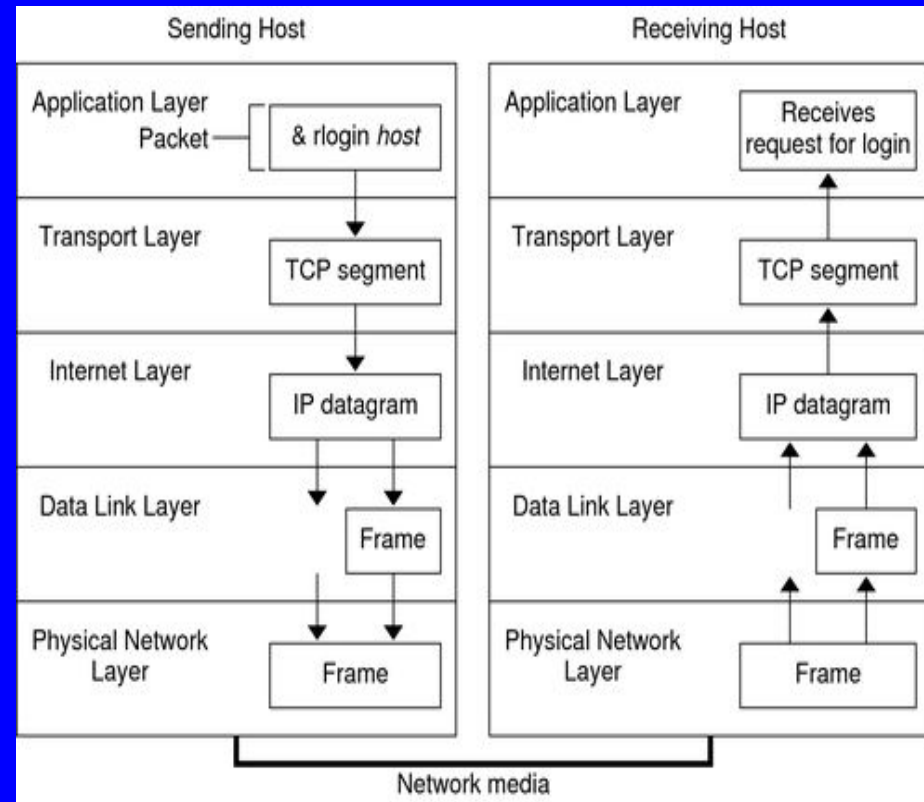 Sending Host
Application Layer
Packet
& rlogin host
Transport Layer
TCP segment
Internet Layer
IP datagram
Data Link Layer
Frame
Physical Network
Layer
Frame
Receiving Host
Application Layer
Receives
request for login
Transport Layer
TCP segment
Internet Layer
IP datagram
Data Link Layer
Frame
Physical Network
Layer
Frame
Network media